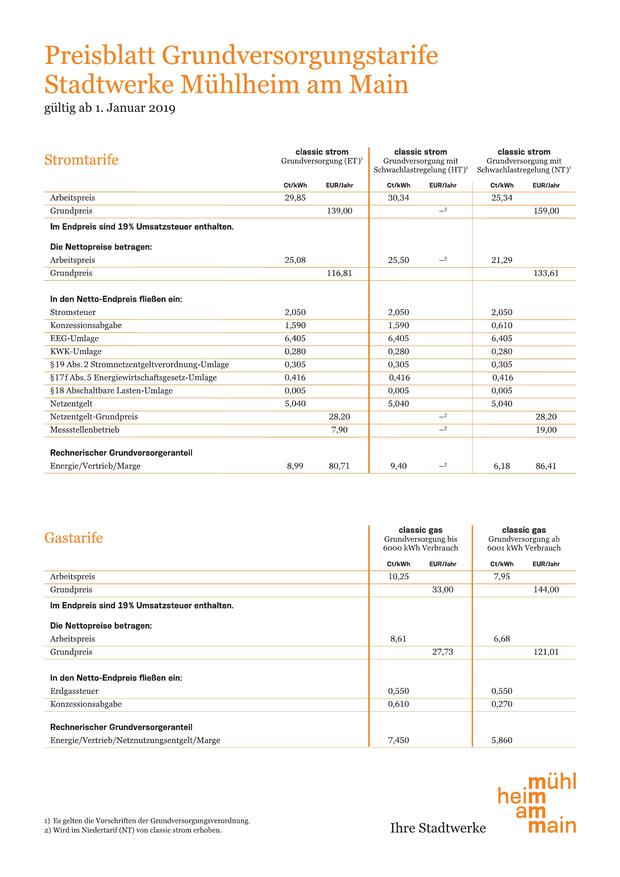 Preisblatt Grundversorgungstarife
Stadtwerke Mühlheim am Main
gültig ab 1. Januar 2019
Stromtarife
classic strom classic strom classic strom
Grundversorgung (ET)¹ Grundversorgung mit Grundversorgung mit
Schwachlastregelung (HT)¹ Schwachlastregelung (NT)¹
Ct/kWh EUR/Jahr Ct/kWh EUR/Jahr Ct/kWh EUR/Jahr
Arbeitspreis 29,85 30,34 25,34
Grundpreis 139,00 –² 159,00
Im Endpreis sind 19% Umsatzsteuer enthalten.
Die Nettopreise betragen:
Arbeitspreis 25,08 25,50 –² 21,29
Grundpreis 116,81 133,61
In den Netto-Endpreis fließen ein:
Stromsteuer 2,050 2,050 2,050
Konzessionsabgabe 1,590 1,590 0,610
EEG-Umlage 6,405 6,405 6,405
KWK-Umlage 0,280 0,280 0,280
§19 Abs. 2 Stromnetzentgeltverordnung-Umlage 0,305 0,305 0,305
§17f Abs. 5 Energiewirtschaftsgesetz-Umlage 0,416 0,416 0,416
§18 Abschaltbare Lasten-Umlage 0,005 0,005 0,005
Netzentgelt 5,040 5,040 5,040
Netzentgelt-Grundpreis 28,20 –² 28,20
Messstellenbetrieb 7,90 –² 19,00
Rechnerischer Grundversorgeranteil
Energie/Vertrieb/Marge 8,99 80,71 9,40 –² 6,18 86,41
Gastarife
classic gas classic gas
Grundversorgung bis Grundversorgung ab
6000 kWh Verbrauch 6001 kWh Verbrauch
Ct/kWh EUR/Jahr Ct/kWh EUR/Jahr
Arbeitspreis 10,25 7,95
Grundpreis 33,00 144,00
Im Endpreis sind 19% Umsatzsteuer enthalten.
Die Nettopreise betragen:
Arbeitspreis 8,61 6,68
Grundpreis 27,73 121,01
In den Netto-Endpreis fließen ein:
Erdgassteuer 0,550 0,550
Konzessionsabgabe 0,610 0,270
Rechnerischer Grundversorgeranteil
Energie/Vertrieb/Netznutzungsentgelt/Marge 7,450 5,860
1) Es gelten die Vorschriften der Grundversorgungsverordnung.
2) Wird im Niedertarif (NT) von classic strom erhoben.
Ihre Stadtwerke
mühl
heim
am
main